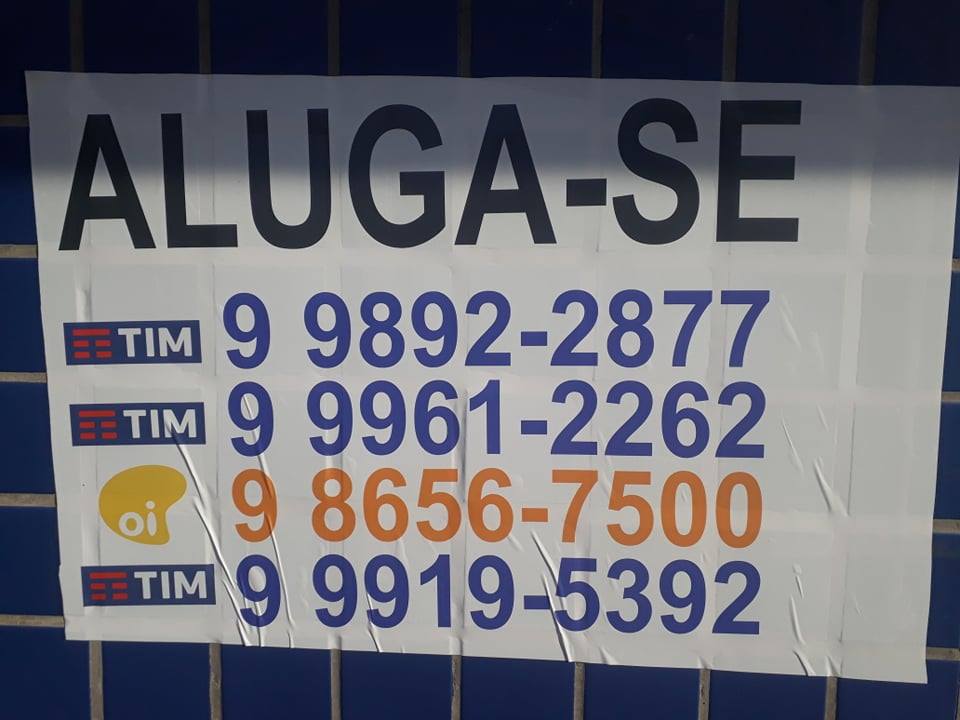 ALUGA-SE
TIM 9 9892-2877
TIM 9 9961-2262
oi 9 8656-7500
TIM 9 9919-5392